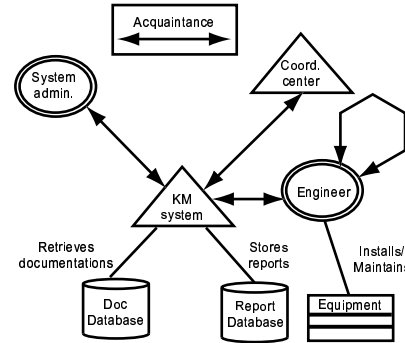 Acquaintance
System
admin.
Coord.
center
KM
system
Engineer
Retrieves
documentations
Stores
reports
Installs/
Maintains
Doc
Database
Report
Database
Equipment